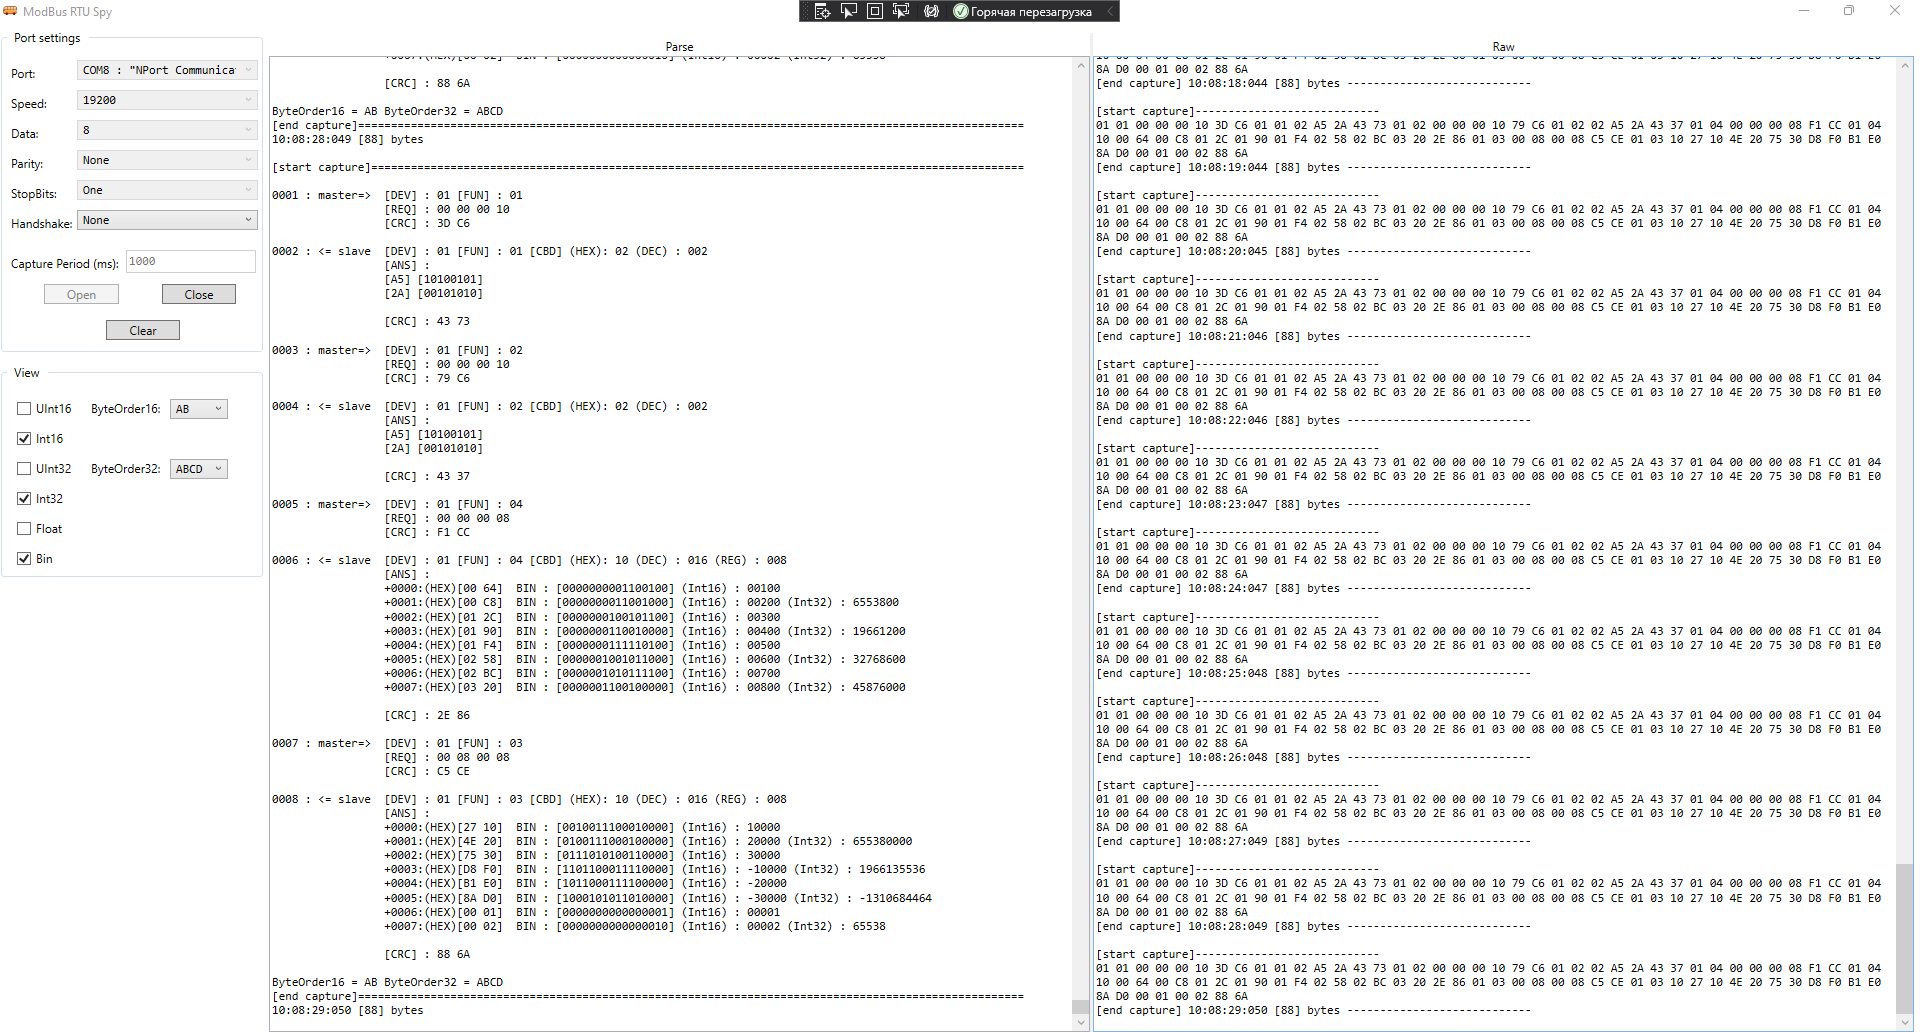 ModBus RTU Spy
Горячая перезагрузка
Port settings
Port: COM8 : "NPort Communica
Speed: 19200
Data: 8
Parity: None
StopBits: One
Handshake: None
Capture Period (ms): 1000
Open Close
Clear
View
UInt16 ByteOrder16: AB
Int16
UInt32 ByteOrder32: ABCD
Int32
Float
Bin
Parse
[CRC] : 88 6A
ByteOrder16 = AB ByteOrder32 = ABCD
[end capture]=====================================================================================================
10:08:28:049 [88] bytes
[start capture]===================================================================================================
0001 : master=> [DEV] : 01 [FUN] : 01
[REQ] : 00 00 00 10
[CRC] : 3D C6
0002 : <= slave [DEV] : 01 [FUN] : 01 [CBD] (HEX): 02 (DEC) : 002
[ANS] :
[A5] [10100101]
[2A] [00101010]
[CRC] : 43 73
0003 : master=> [DEV] : 01 [FUN] : 02
[REQ] : 00 00 00 10
[CRC] : 79 C6
0004 : <= slave [DEV] : 01 [FUN] : 02 [CBD] (HEX): 02 (DEC) : 002
[ANS] :
[A5] [10100101]
[2A] [00101010]
[CRC] : 43 37
0005 : master=> [DEV] : 01 [FUN] : 04
[REQ] : 00 00 00 08
[CRC] : F1 CC
0006 : <= slave [DEV] : 01 [FUN] : 04 [CBD] (HEX): 10 (DEC) : 016 (REG) : 008
[ANS] :
+0000:(HEX)[00 64] BIN : [0000000001100100] (Int16) : 00100
+0001:(HEX)[00 C8] BIN : [0000000011001000] (Int16) : 00200 (Int32) : 6553800
+0002:(HEX)[01 2C] BIN : [0000000100101100] (Int16) : 00300
+0003:(HEX)[01 90] BIN : [0000000110010000] (Int16) : 00400 (Int32) : 19661200
+0004:(HEX)[01 F4] BIN : [0000000111110100] (Int16) : 00500
+0005:(HEX)[02 58] BIN : [0000001001011000] (Int16) : 00600 (Int32) : 32768600
+0006:(HEX)[02 BC] BIN : [0000001010111100] (Int16) : 00700
+0007:(HEX)[03 20] BIN : [0000001100100000] (Int16) : 00800 (Int32) : 45876000
[CRC] : 2E 86
0007 : master=> [DEV] : 01 [FUN] : 03
[REQ] : 00 08 00 08
[CRC] : C5 CE
0008 : <= slave [DEV] : 01 [FUN] : 03 [CBD] (HEX): 10 (DEC) : 016 (REG) : 008
[ANS] :
+0000:(HEX)[27 10] BIN : [0010011100010000] (Int16) : 10000
+0001:(HEX)[4E 20] BIN : [0100111000100000] (Int16) : 20000 (Int32) : 655380000
+0002:(HEX)[75 30] BIN : [0111010100110000] (Int16) : 30000
+0003:(HEX)[D8 F0] BIN : [1101100011110000] (Int16) : -10000 (Int32) : 1966135536
+0004:(HEX)[B1 E0] BIN : [1011000111100000] (Int16) : -20000
+0005:(HEX)[8A D0] BIN : [1000101011010000] (Int16) : -30000 (Int32) : -1310684464
+0006:(HEX)[00 01] BIN : [0000000000000001] (Int16) : 00001
+0007:(HEX)[00 02] BIN : [0000000000000010] (Int16) : 00002 (Int32) : 65538
[CRC] : 88 6A
ByteOrder16 = AB ByteOrder32 = ABCD
[end capture]=====================================================================================================
10:08:29:050 [88] bytes
Raw
8A D0 00 01 00 02 88 6A
[end capture] 10:08:18:044 [88] bytes ----------------------------
[start capture]----------------------------
01 01 00 00 00 10 3D C6 01 01 02 A5 2A 43 73 01 02 00 00 00 10 79 C6 01 02 02 A5 2A 43 37 01 04 00 00 00 08 F1 CC 01 04
10 00 64 00 C8 01 2C 01 90 01 F4 02 58 02 BC 03 20 2E 86 01 03 00 08 00 08 C5 CE 01 03 10 27 10 4E 20 75 30 D8 F0 B1 E0
8A D0 00 01 00 02 88 6A
[end capture] 10:08:19:044 [88] bytes ----------------------------
[start capture]----------------------------
01 01 00 00 00 10 3D C6 01 01 02 A5 2A 43 73 01 02 00 00 00 10 79 C6 01 02 02 A5 2A 43 37 01 04 00 00 00 08 F1 CC 01 04
10 00 64 00 C8 01 2C 01 90 01 F4 02 58 02 BC 03 20 2E 86 01 03 00 08 00 08 C5 CE 01 03 10 27 10 4E 20 75 30 D8 F0 B1 E0
8A D0 00 01 00 02 88 6A
[end capture] 10:08:20:045 [88] bytes ----------------------------
[start capture]----------------------------
01 01 00 00 00 10 3D C6 01 01 02 A5 2A 43 73 01 02 00 00 00 10 79 C6 01 02 02 A5 2A 43 37 01 04 00 00 00 08 F1 CC 01 04
10 00 64 00 C8 01 2C 01 90 01 F4 02 58 02 BC 03 20 2E 86 01 03 00 08 00 08 C5 CE 01 03 10 27 10 4E 20 75 30 D8 F0 B1 E0
8A D0 00 01 00 02 88 6A
[end capture] 10:08:21:046 [88] bytes ----------------------------
[start capture]----------------------------
01 01 00 00 00 10 3D C6 01 01 02 A5 2A 43 73 01 02 00 00 00 10 79 C6 01 02 02 A5 2A 43 37 01 04 00 00 00 08 F1 CC 01 04
10 00 64 00 C8 01 2C 01 90 01 F4 02 58 02 BC 03 20 2E 86 01 03 00 08 00 08 C5 CE 01 03 10 27 10 4E 20 75 30 D8 F0 B1 E0
8A D0 00 01 00 02 88 6A
[end capture] 10:08:22:046 [88] bytes ----------------------------
[start capture]----------------------------
01 01 00 00 00 10 3D C6 01 01 02 A5 2A 43 73 01 02 00 00 00 10 79 C6 01 02 02 A5 2A 43 37 01 04 00 00 00 08 F1 CC 01 04
10 00 64 00 C8 01 2C 01 90 01 F4 02 58 02 BC 03 20 2E 86 01 03 00 08 00 08 C5 CE 01 03 10 27 10 4E 20 75 30 D8 F0 B1 E0
8A D0 00 01 00 02 88 6A
[end capture] 10:08:23:047 [88] bytes ----------------------------
[start capture]----------------------------
01 01 00 00 00 10 3D C6 01 01 02 A5 2A 43 73 01 02 00 00 00 10 79 C6 01 02 02 A5 2A 43 37 01 04 00 00 00 08 F1 CC 01 04
10 00 64 00 C8 01 2C 01 90 01 F4 02 58 02 BC 03 20 2E 86 01 03 00 08 00 08 C5 CE 01 03 10 27 10 4E 20 75 30 D8 F0 B1 E0
8A D0 00 01 00 02 88 6A
[end capture] 10:08:24:047 [88] bytes ----------------------------
[start capture]----------------------------
01 01 00 00 00 10 3D C6 01 01 02 A5 2A 43 73 01 02 00 00 00 10 79 C6 01 02 02 A5 2A 43 37 01 04 00 00 00 08 F1 CC 01 04
10 00 64 00 C8 01 2C 01 90 01 F4 02 58 02 BC 03 20 2E 86 01 03 00 08 00 08 C5 CE 01 03 10 27 10 4E 20 75 30 D8 F0 B1 E0
8A D0 00 01 00 02 88 6A
[end capture] 10:08:25:048 [88] bytes ----------------------------
[start capture]----------------------------
01 01 00 00 00 10 3D C6 01 01 02 A5 2A 43 73 01 02 00 00 00 10 79 C6 01 02 02 A5 2A 43 37 01 04 00 00 00 08 F1 CC 01 04
10 00 64 00 C8 01 2C 01 90 01 F4 02 58 02 BC 03 20 2E 86 01 03 00 08 00 08 C5 CE 01 03 10 27 10 4E 20 75 30 D8 F0 B1 E0
8A D0 00 01 00 02 88 6A
[end capture] 10:08:26:048 [88] bytes ----------------------------
[start capture]----------------------------
01 01 00 00 00 10 3D C6 01 01 02 A5 2A 43 73 01 02 00 00 00 10 79 C6 01 02 02 A5 2A 43 37 01 04 00 00 00 08 F1 CC 01 04
10 00 64 00 C8 01 2C 01 90 01 F4 02 58 02 BC 03 20 2E 86 01 03 00 08 00 08 C5 CE 01 03 10 27 10 4E 20 75 30 D8 F0 B1 E0
8A D0 00 01 00 02 88 6A
[end capture] 10:08:27:049 [88] bytes ----------------------------
[start capture]----------------------------
01 01 00 00 00 10 3D C6 01 01 02 A5 2A 43 73 01 02 00 00 00 10 79 C6 01 02 02 A5 2A 43 37 01 04 00 00 00 08 F1 CC 01 04
10 00 64 00 C8 01 2C 01 90 01 F4 02 58 02 BC 03 20 2E 86 01 03 00 08 00 08 C5 CE 01 03 10 27 10 4E 20 75 30 D8 F0 B1 E0
8A D0 00 01 00 02 88 6A
[end capture] 10:08:28:049 [88] bytes ----------------------------
[start capture]----------------------------
01 01 00 00 00 10 3D C6 01 01 02 A5 2A 43 73 01 02 00 00 00 10 79 C6 01 02 02 A5 2A 43 37 01 04 00 00 00 08 F1 CC 01 04
10 00 64 00 C8 01 2C 01 90 01 F4 02 58 02 BC 03 20 2E 86 01 03 00 08 00 08 C5 CE 01 03 10 27 10 4E 20 75 30 D8 F0 B1 E0
8A D0 00 01 00 02 88 6A
[end capture] 10:08:29:050 [88] bytes ----------------------------